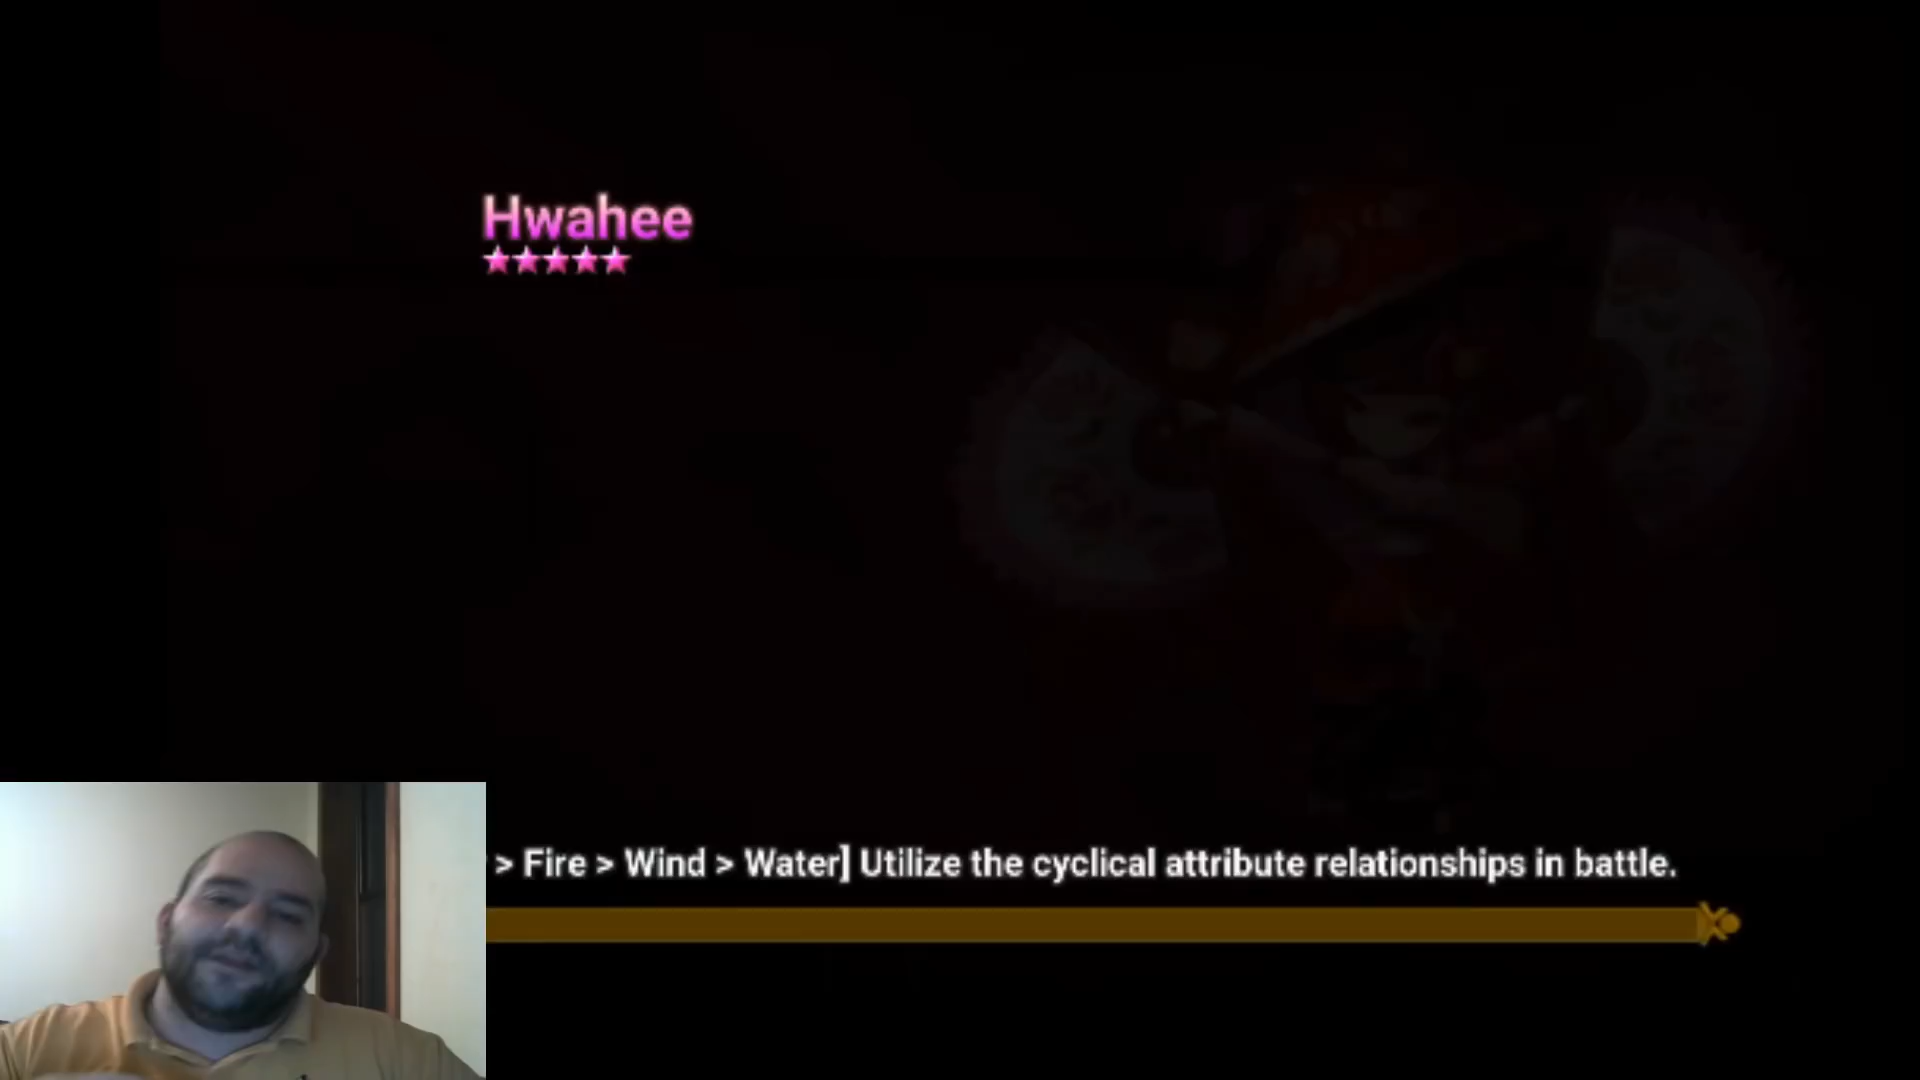 Hwahee
> Fire > Wind > Water] Utilize the cyclical attribute relationships in battle.